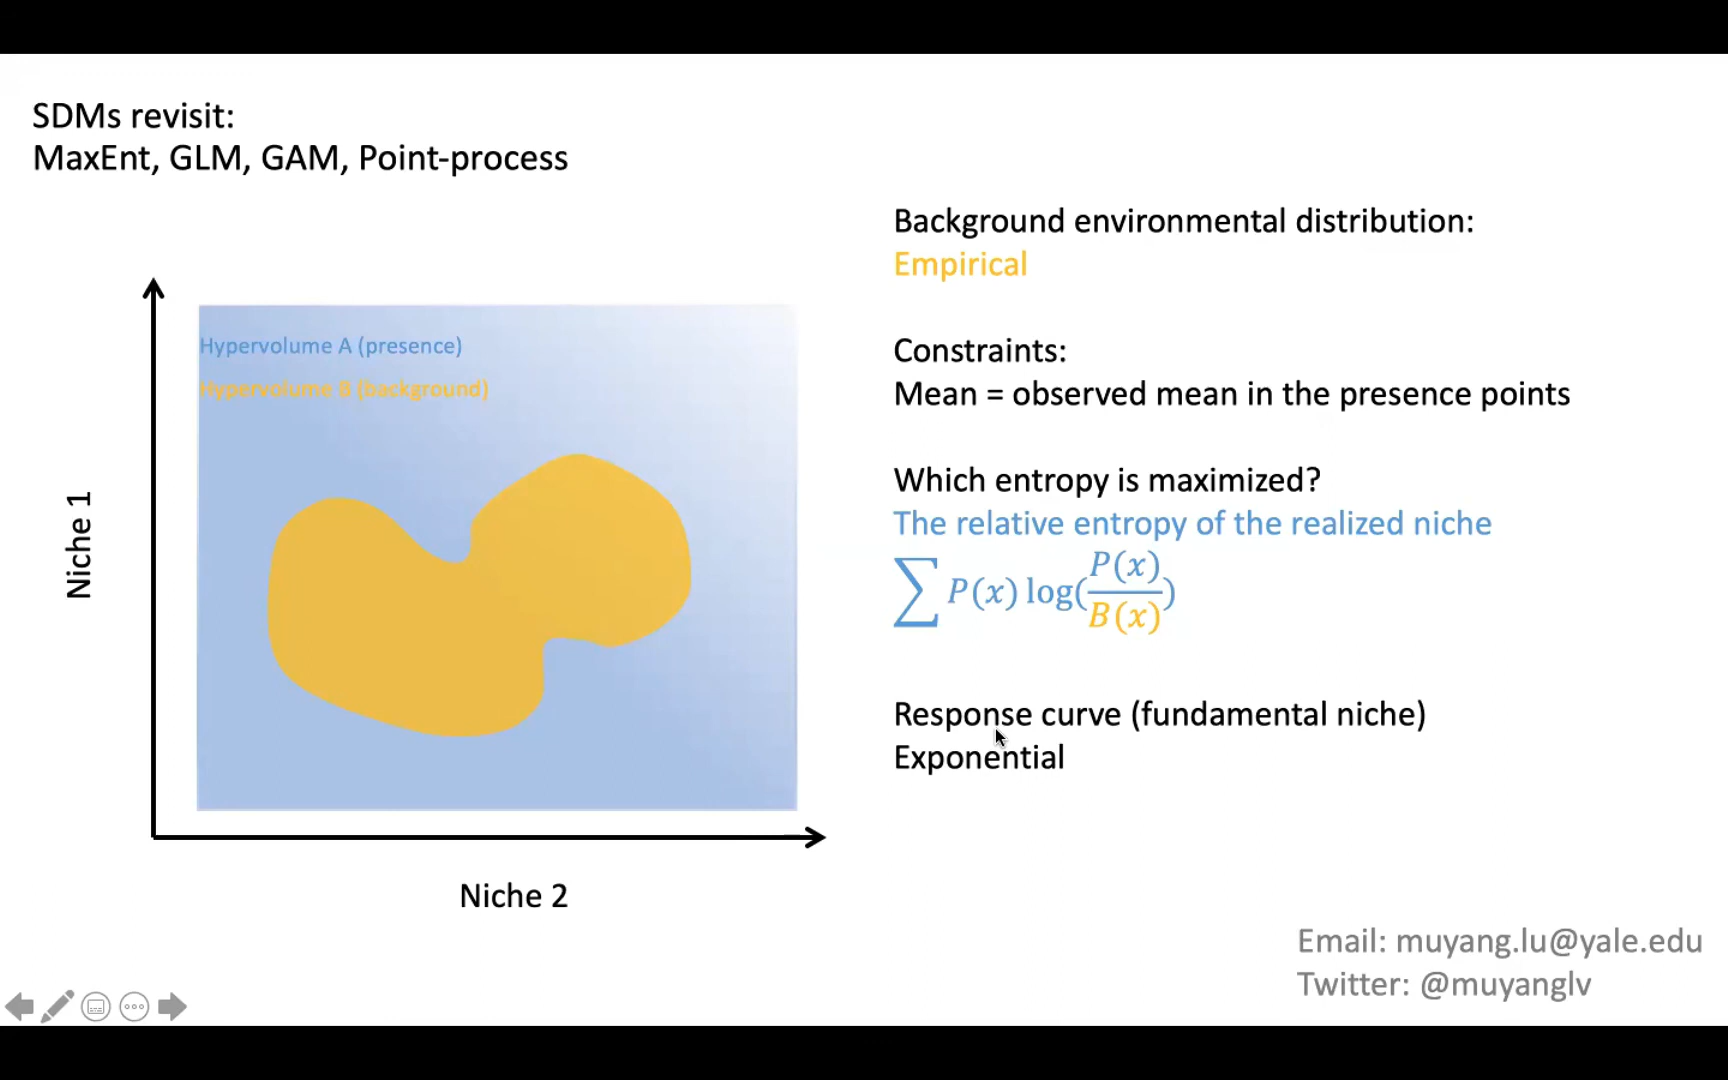 SDMs revisit:
MaxEnt, GLM, GAM, Point-process
Hypervolume A (presence)
Hypervolume B (background)
Niche 1
Niche 2
Background environmental distribution:
Empirical
Constraints:
Mean = observed mean in the presence points
Which entropy is maximized?
The relative entropy of the realized niche
∑ P(x) log(P(x)/B(x))
Response curve (fundamental niche)
Exponential
Email: muyang.lu@yale.edu
Twitter: @muyanglv